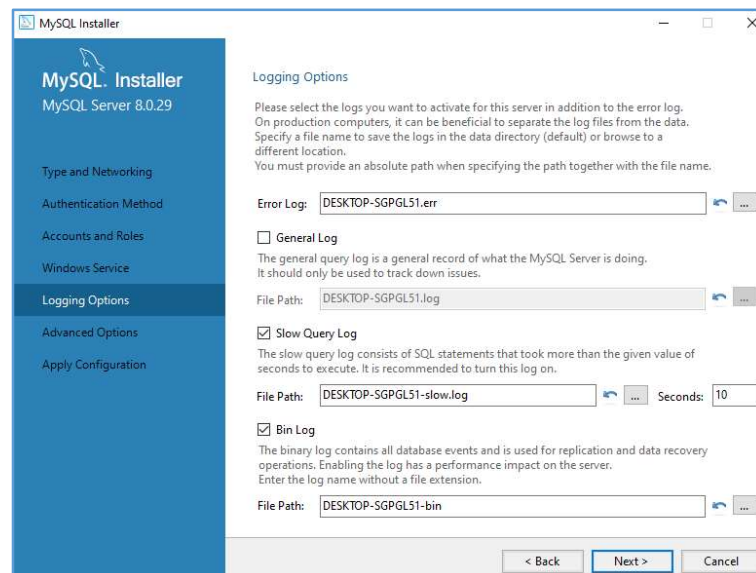 MySQL Installer
MySQL. Installer
MySQL Server 8.0.29
Type and Networking
Authentication Method
Accounts and Roles
Windows Service
Logging Options
Advanced Options
Apply Configuration
Logging Options
Please select the logs you want to activate for this server in addition to the error log.
On production computers, it can be beneficial to separate the log files from the data.
Specify a file name to save the logs in the data directory (default) or browse to a
different location.
You must provide an absolute path when specifying the path together with the file name.
Error Log: DESKTOP-SGPGL51.err ...
General Log
The general query log is a general record of what the MySQL Server is doing.
It should only be used to track down issues.
File Path: DESKTOP-SGPGL51.log ...
Slow Query Log
The slow query log consists of SQL statements that took more than the given value of
seconds to execute. It is recommended to turn this log on.
File Path: DESKTOP-SGPGL51-slow.log ... Seconds: 10
Bin Log
The binary log contains all database events and is used for replication and data recovery
operations. Enabling the log has a performance impact on the server.
Enter the log name without a file extension.
File Path: DESKTOP-SGPGL51-bin ...
< Back Next > Cancel